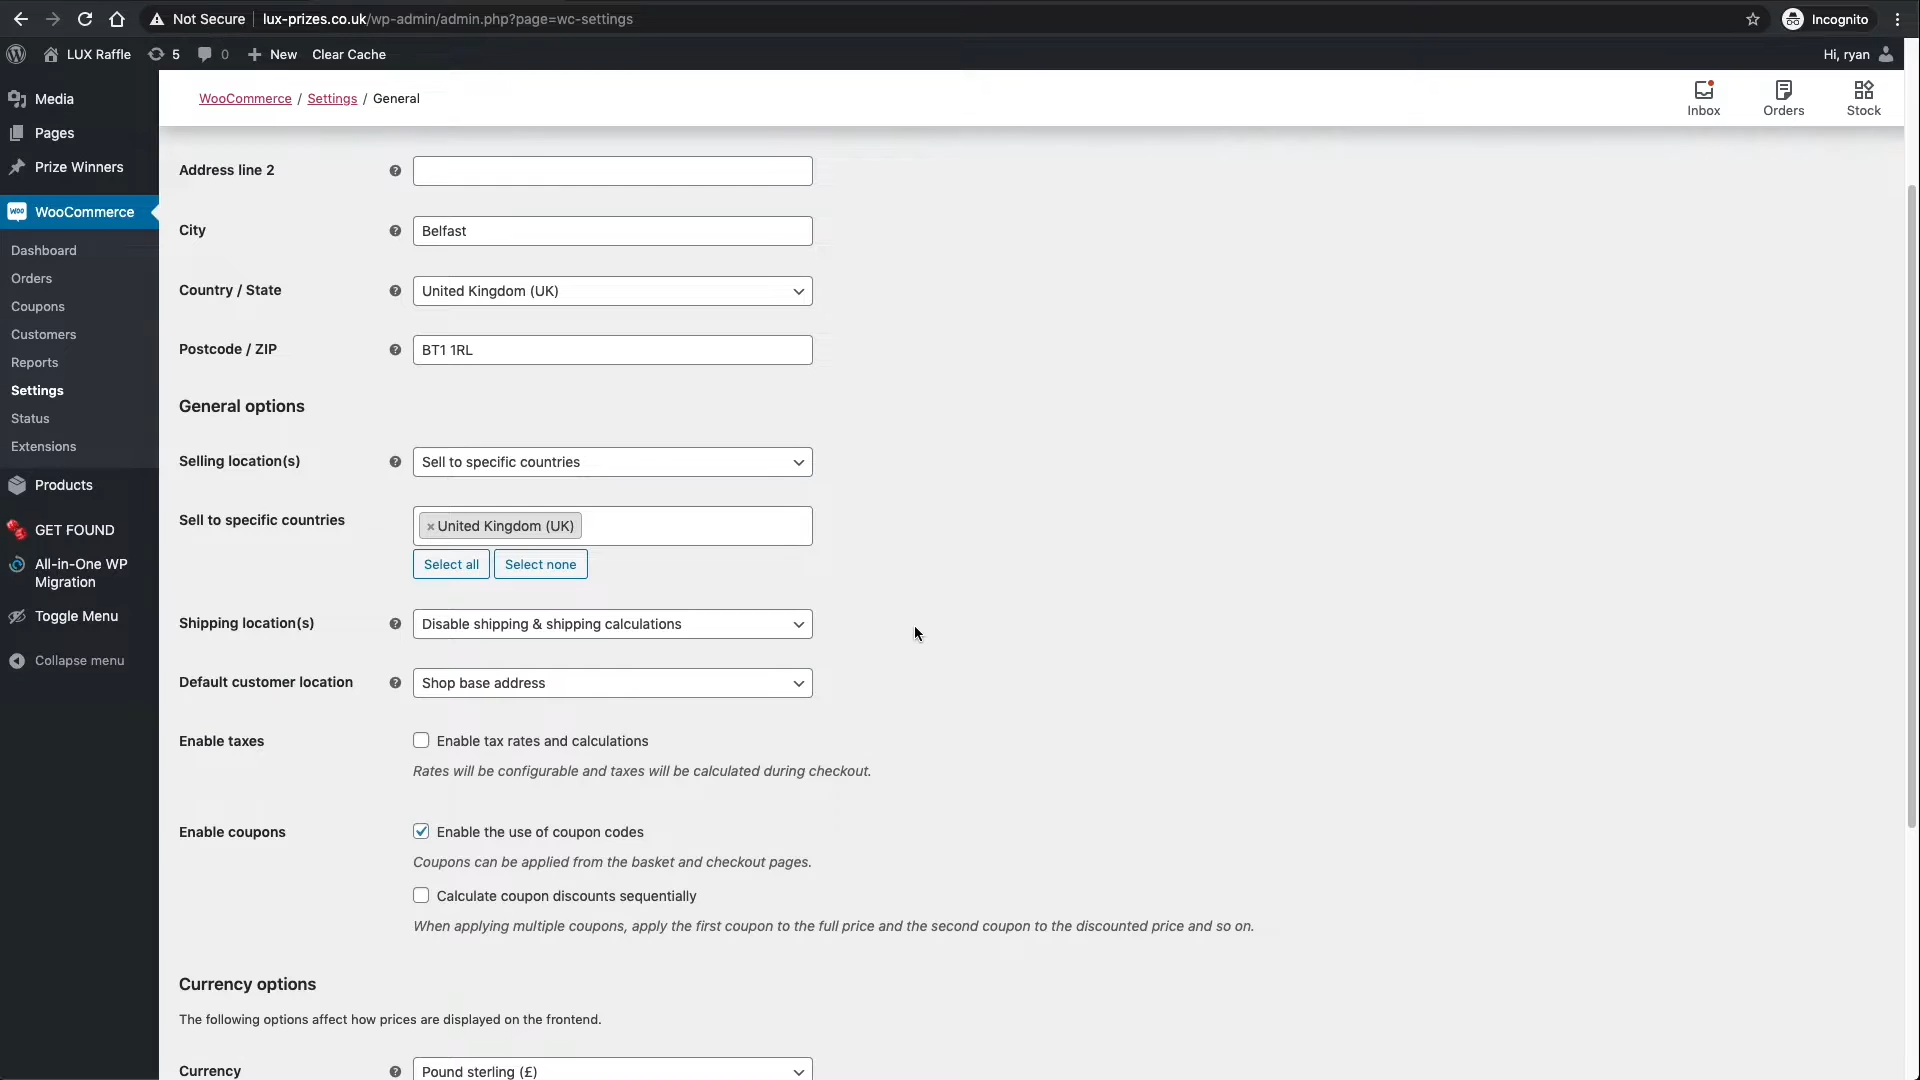 Not Secure
lux-prizes.co.uk/wp-admin/admin.php?page=wc-settings
Incognito
LUX Raffle
5
0
New
Clear Cache
Hi, ryan
Media
Pages
Prize Winners
WooCommerce
Dashboard
Orders
Coupons
Customers
Reports
Settings
Status
Extensions
Products
GET FOUND
All-in-One WP
Migration
Toggle Menu
Collapse menu
WooCommerce / Settings / General
Inbox
Orders
Stock
Address line 2
City
Belfast
Country / State
United Kingdom (UK)
Postcode / ZIP
BT1 1RL
General options
Selling location(s)
Sell to specific countries
Sell to specific countries
×United Kingdom (UK)
Select all
Select none
Shipping location(s)
Disable shipping & shipping calculations
Default customer location
Shop base address
Enable taxes
Enable tax rates and calculations
Rates will be configurable and taxes will be calculated during checkout.
Enable coupons
Enable the use of coupon codes
Coupons can be applied from the basket and checkout pages.
Calculate coupon discounts sequentially
When applying multiple coupons, apply the first coupon to the full price and the second coupon to the discounted price and so on.
Currency options
The following options affect how prices are displayed on the frontend.
Currency
Pound sterling (£)